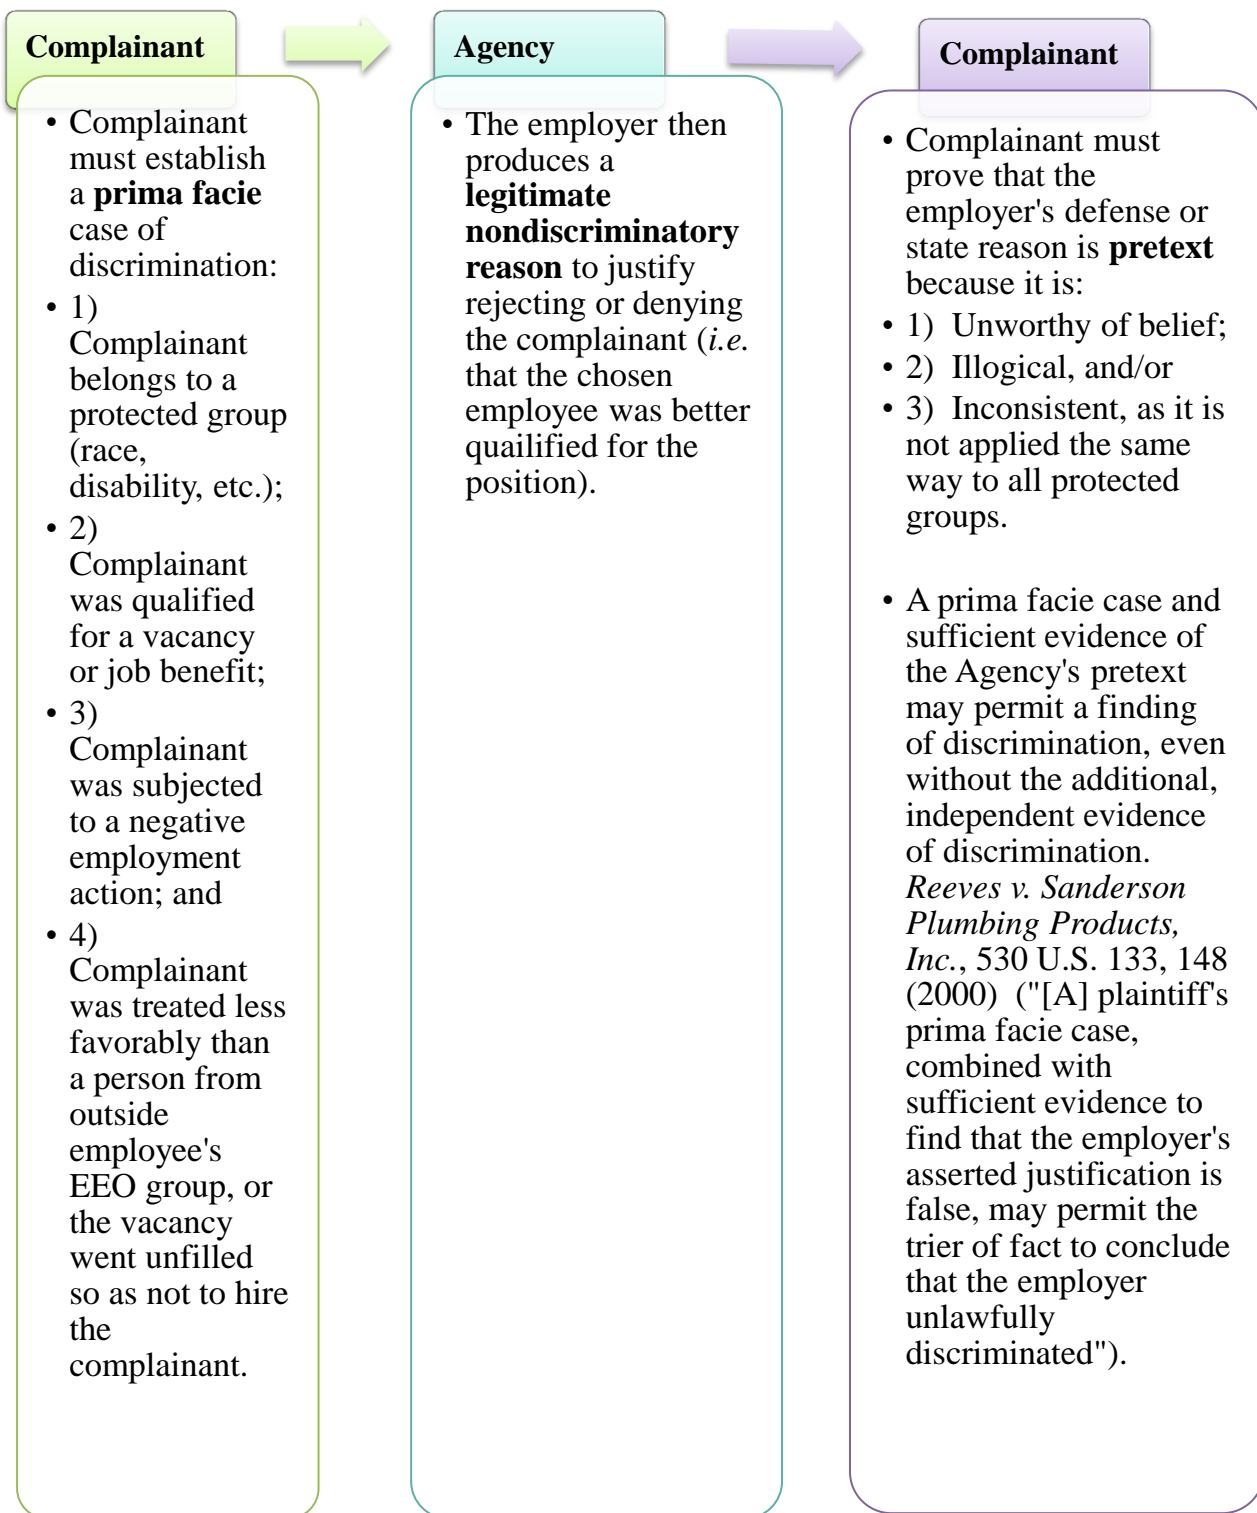 Complainant
• Complainant
must establish
a prima facie
case of
discrimination:
• 1)
Complainant
belongs to a
protected group
(race,
disability, etc.);
• 2)
Complainant
was qualified
for a vacancy
or job benefit;
• 3)
Complainant
was subjected
to a negative
employment
action; and
• 4)
Complainant
was treated less
favorably than
a person from
outside
employee's
EEO group, or
the vacancy
went unfilled
so as not to hire
the
complainant.
Agency
• The employer then
produces a
legitimate
nondiscriminatory
reason to justify
rejecting or denying
the complainant (i.e.
that the chosen
employee was better
quailified for the
position).
Complainant
• Complainant must
prove that the
employer's defense or
state reason is pretext
because it is:
• 1) Unworthy of belief;
• 2) Illogical, and/or
• 3) Inconsistent, as it is
not applied the same
way to all protected
groups.
• A prima facie case and
sufficient evidence of
the Agency's pretext
may permit a finding
of discrimination, even
without the additional,
independent evidence
of discrimination.
Reeves v. Sanderson
Plumbing Products,
Inc., 530 U.S. 133, 148
(2000) ("[A] plaintiff's
prima facie case,
combined with
sufficient evidence to
find that the employer's
asserted justification is
false, may permit the
trier of fact to conclude
that the employer
unlawfully
discriminated").